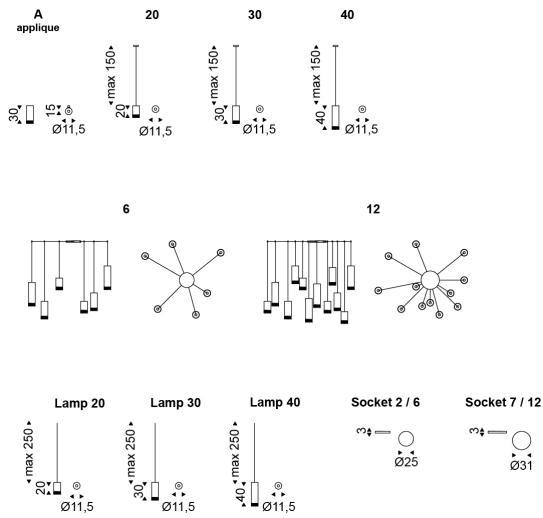 A
applique
30
15
Ø11,5
20
max 150
20
Ø11,5
30
max 150
30
Ø11,5
40
max 150
40
Ø11,5
6
12
Lamp 20
max 250
20
Ø11,5
Lamp 30
max 250
30
Ø11,5
Lamp 40
max 250
40
Ø11,5
Socket 2 / 6
3
Ø25
Socket 7 / 12
3
Ø31